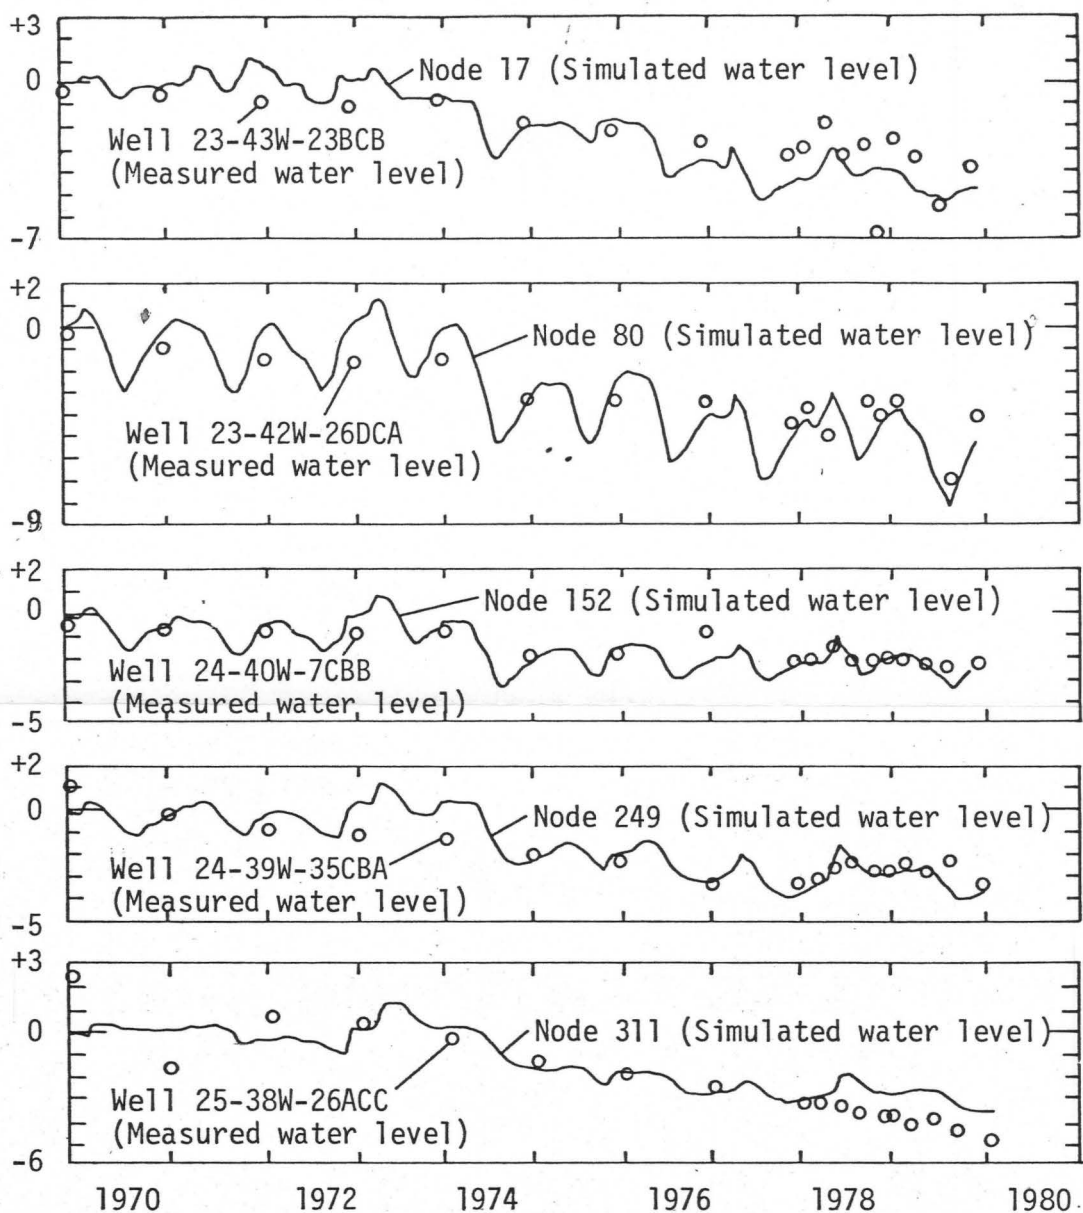 +3
0
-7
Node 17 (Simulated water level)
Well 23-43W-23BCB
(Measured water level)
+2
0
-9
Node 80 (Simulated water level)
Well 23-42W-26DCA
(Measured water level)
+2
0
-5
Node 152 (Simulated water level)
Well 24-40W-7CBB
(Measured water level)
+2
0
-5
Node 249 (Simulated water level)
Well 24-39W-35CBA
(Measured water level)
+3
0
-6
Node 311 (Simulated water level)
Well 25-38W-26ACC
(Measured water level)
1970 1972 1974 1976 1978 1980